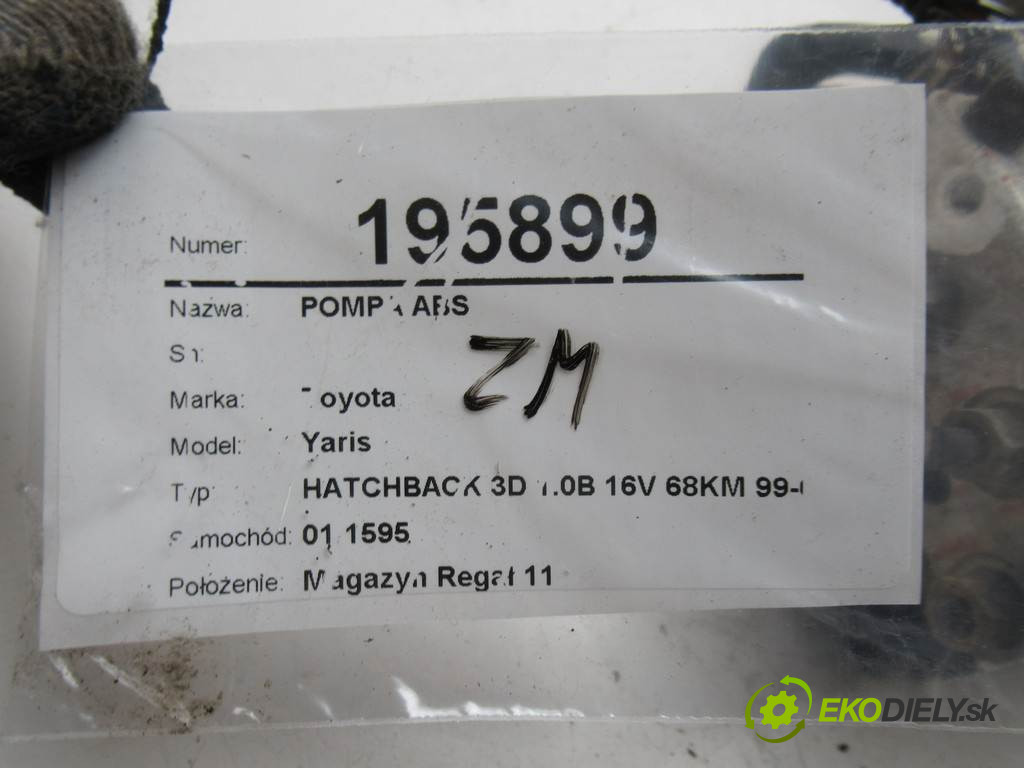 Numer: 195899
Nazwa: POMPA ABS
Sn:
ZM
Marka: Toyota
Model: Yaris
Typ: HATCHBACK 3D 1.0B 16V 68KM 99-
Samochód: 01 1595
Położenie: Magazyn Regał 11
EKODIELY.sk